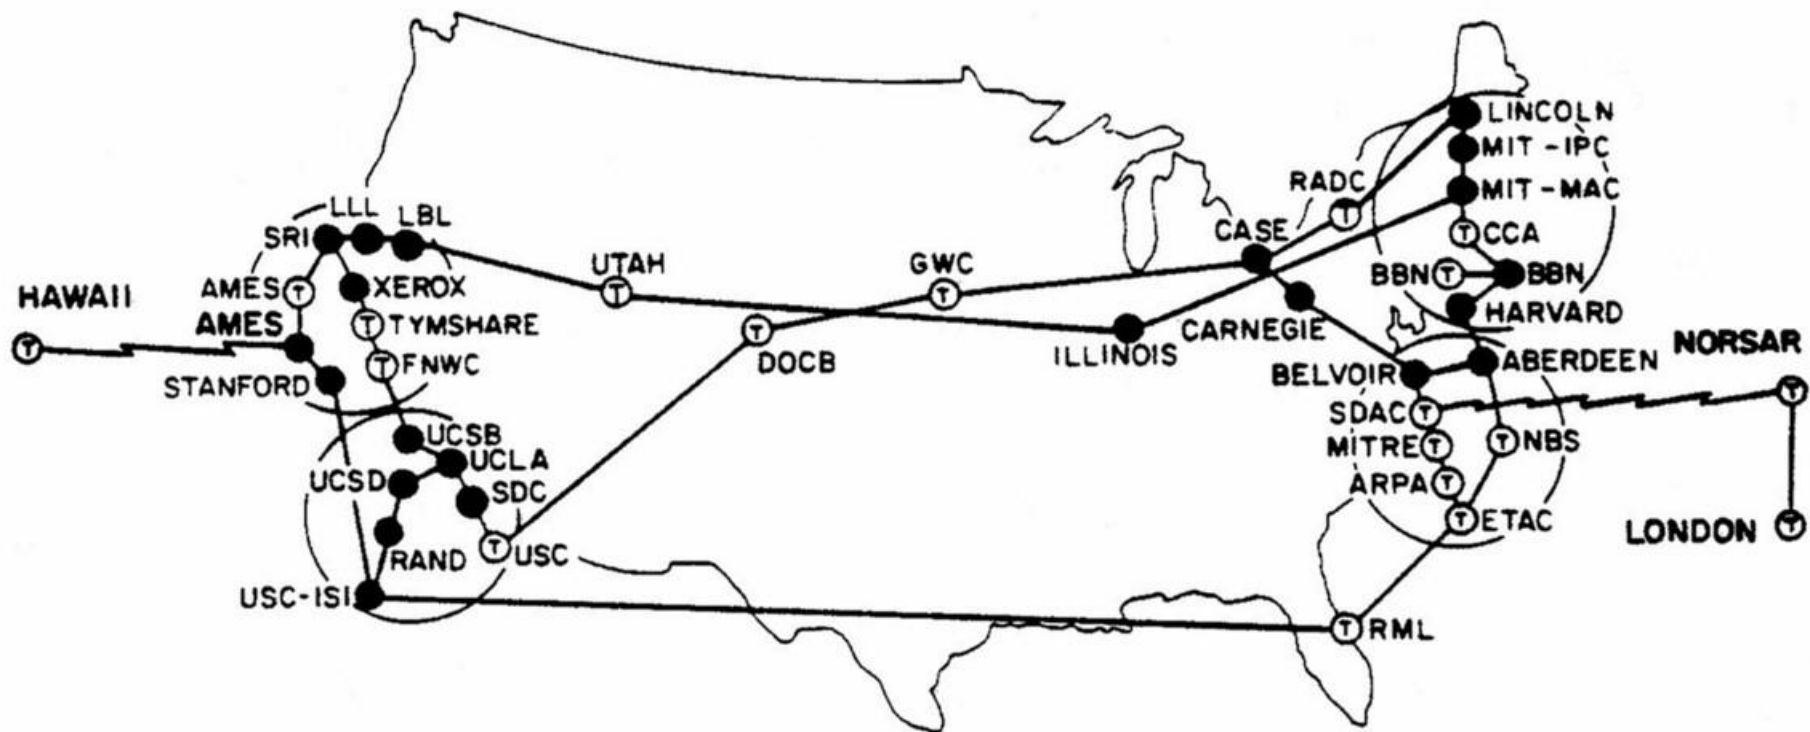 LINCOLN
MIT-IPC
MIT-MAC
RADC
LLL
LBL
SRI
CASE
T
T CCA
UTAH
GWC
BBN T
BBN
AMES T
XEROX
HAWAII
T
T
HARVARD
AMES
T TYMSHARE
T
CARNEGIE
T
DOCB
ILLINOIS
NORSAR
T FNWC
ABERDEEN
STANFORD
BELVOIR
T
SDAC T
UCSB
MITRE T
T NBS
UCLA
UCSD
SDC
ARPA T
T ETAC
LONDON T
RAND
T USC
USC-ISI
T RML